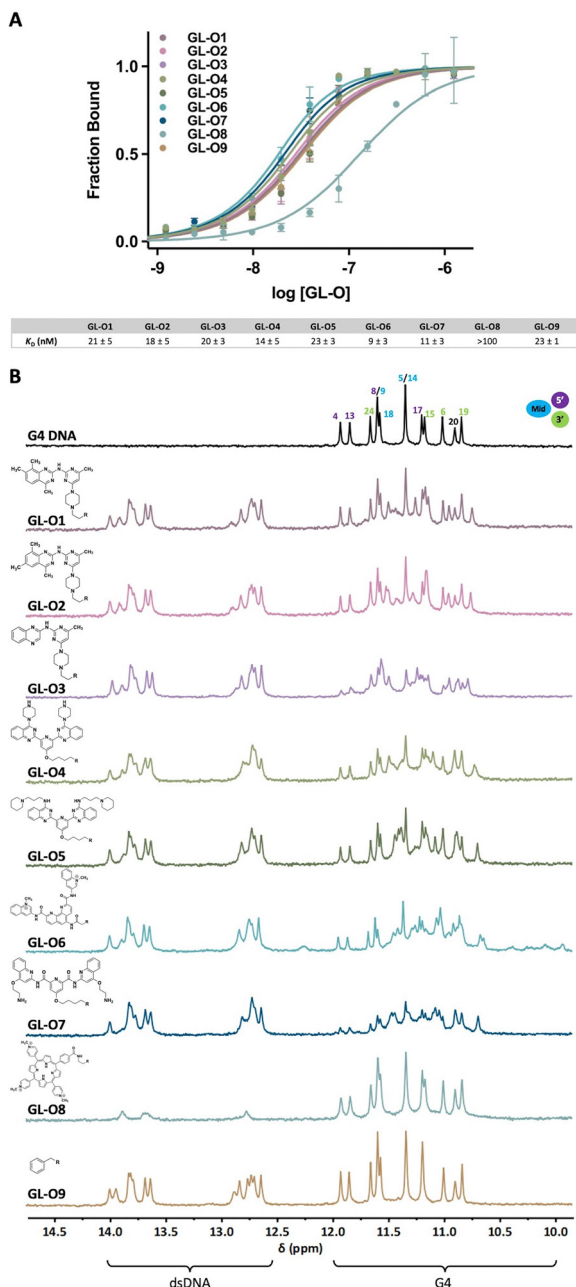 A
GL-O1
GL-O2
GL-O3
GL-O4
GL-O5
GL-O6
GL-O7
GL-O8
GL-O9
Fraction Bound
1.0
0.5
0.0
-9 -8 -7 -6
log [GL-O]
GL-O1 GL-O2 GL-O3 GL-O4 GL-O5 GL-O6 GL-O7 GL-O8 GL-O9
KD (nM) 21 ± 5 18 ± 5 20 ± 3 14 ± 5 23 ± 3 9 ± 3 11 ± 3 >100 23 ± 1
B
G4 DNA
4 13 24 8/9 18 5/14 17 15 6 20 19
Mid 5' 3'
GL-O1
GL-O2
GL-O3
GL-O4
GL-O5
GL-O6
GL-O7
GL-O8
GL-O9
14.5 14.0 13.5 13.0 12.5 12.0 11.5 11.0 10.5 10.0
δ (ppm)
dsDNA G4